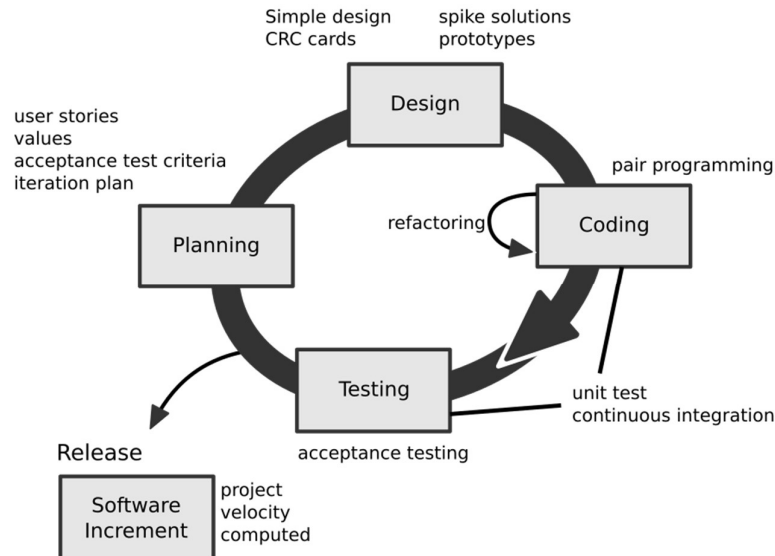 Simple design
CRC cards
spike solutions
prototypes
Design
user stories
values
acceptance test criteria
iteration plan
pair programming
Planning
refactoring
Coding
Testing
unit test
continuous integration
acceptance testing
Release
Software
Increment
project
velocity
computed